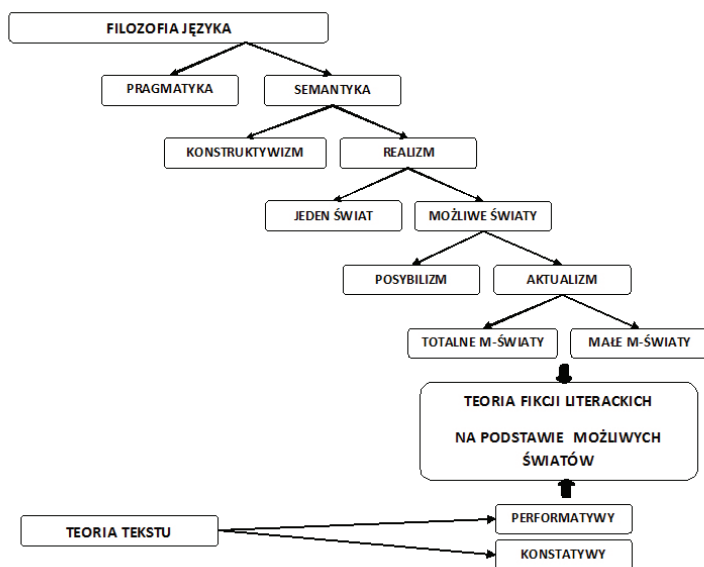 FILOZOFIA JĘZYKA
PRAGMATYKA
SEMANTYKA
KONSTRUKTYWIZM
REALIZM
JEDEN ŚWIAT
MOŻLIWE ŚWIATY
POSYBILIZM
AKTUALIZM
TOTALNE M-ŚWIATY
MAŁE M-ŚWIATY
TEORIA FIKCJI LITERACKICH
NA PODSTAWIE MOŻLIWYCH
ŚWIATÓW
PERFORMATYWY
TEORIA TEKSTU
KONSTATYWY